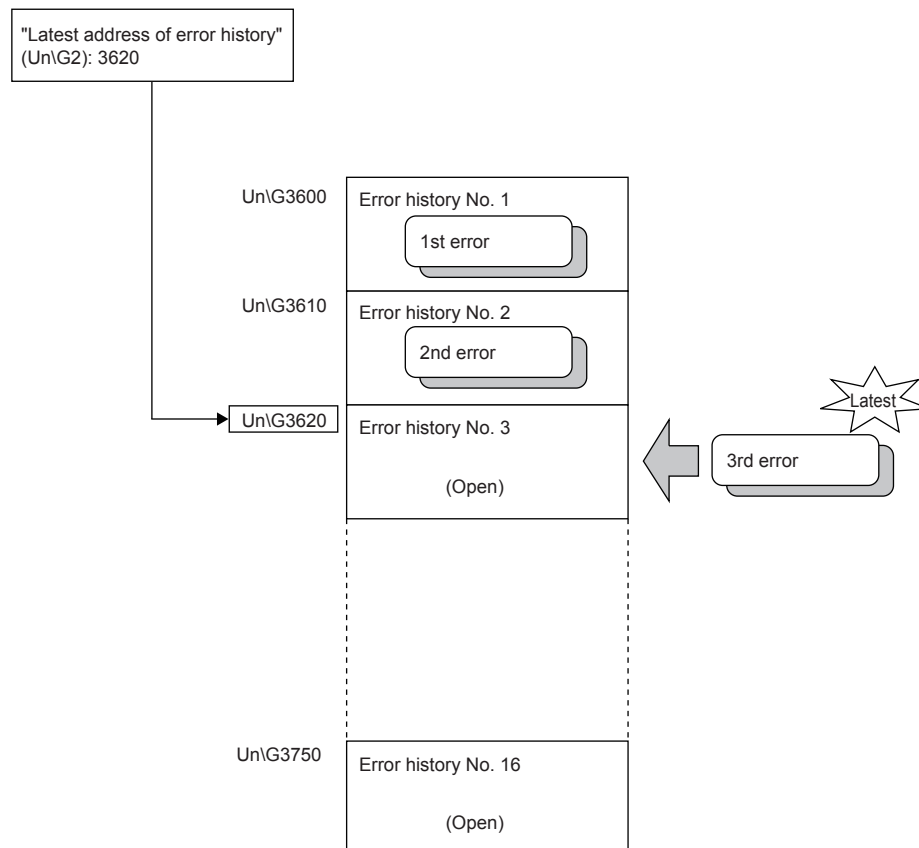 "Latest address of error history"
(Un\G2): 3620
Un\G3600
Error history No. 1
1st error
Un\G3610
Error history No. 2
2nd error
Un\G3620
Error history No. 3
(Open)
Latest
3rd error
Un\G3750
Error history No. 16
(Open)